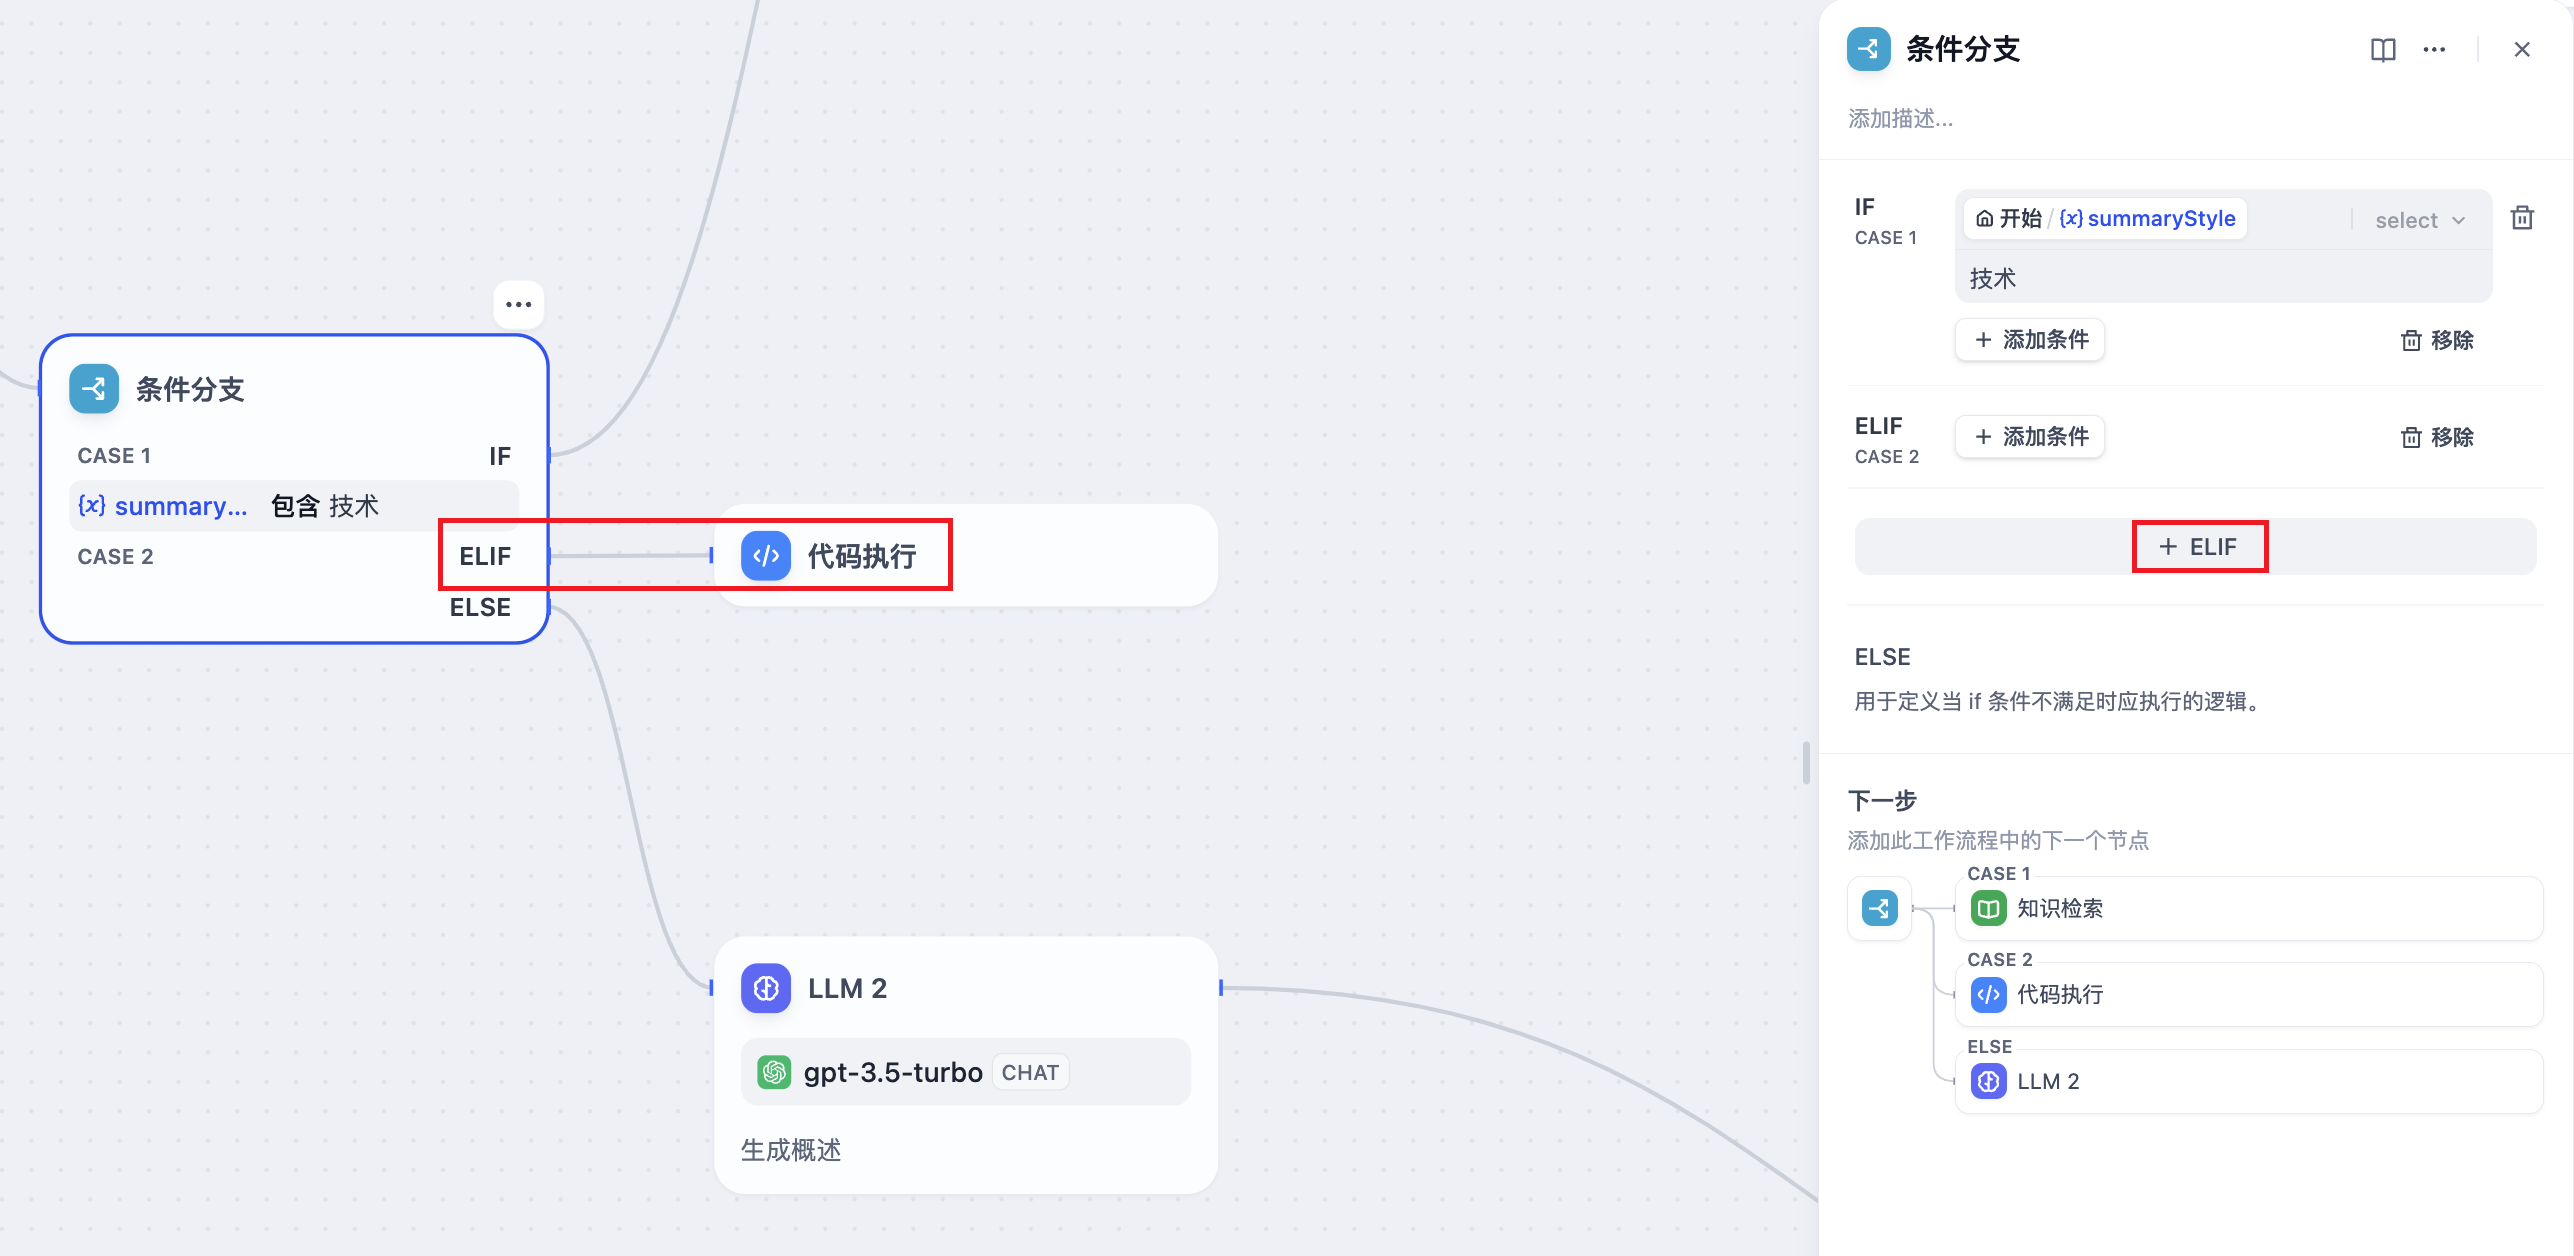 条件分支
CASE 1
IF
{x} summary... 包含 技术
CASE 2
ELIF
ELSE
代码执行
LLM 2
gpt-3.5-turbo CHAT
生成概述
条件分支
添加描述...
IF
CASE 1
开始 / {x} summaryStyle
select
技术
+ 添加条件
移除
ELIF
CASE 2
+ 添加条件
移除
+ ELIF
ELSE
用于定义当 if 条件不满足时应执行的逻辑。
下一步
添加此工作流程中的下一个节点
CASE 1
知识检索
CASE 2
代码执行
ELSE
LLM 2